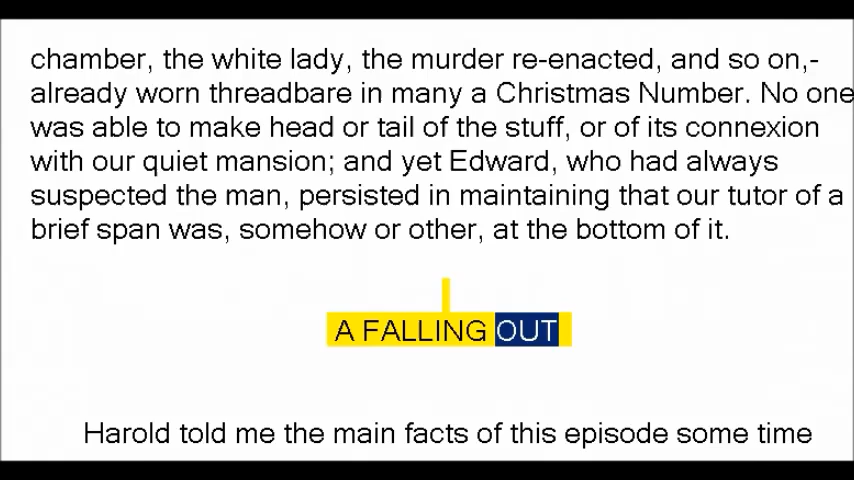 chamber, the white lady, the murder re-enacted, and so on,-
already worn threadbare in many a Christmas Number. No one
was able to make head or tail of the stuff, or of its connexion
with our quiet mansion; and yet Edward, who had always
suspected the man, persisted in maintaining that our tutor of a
brief span was, somehow or other, at the bottom of it.
A FALLING OUT
Harold told me the main facts of this episode some time